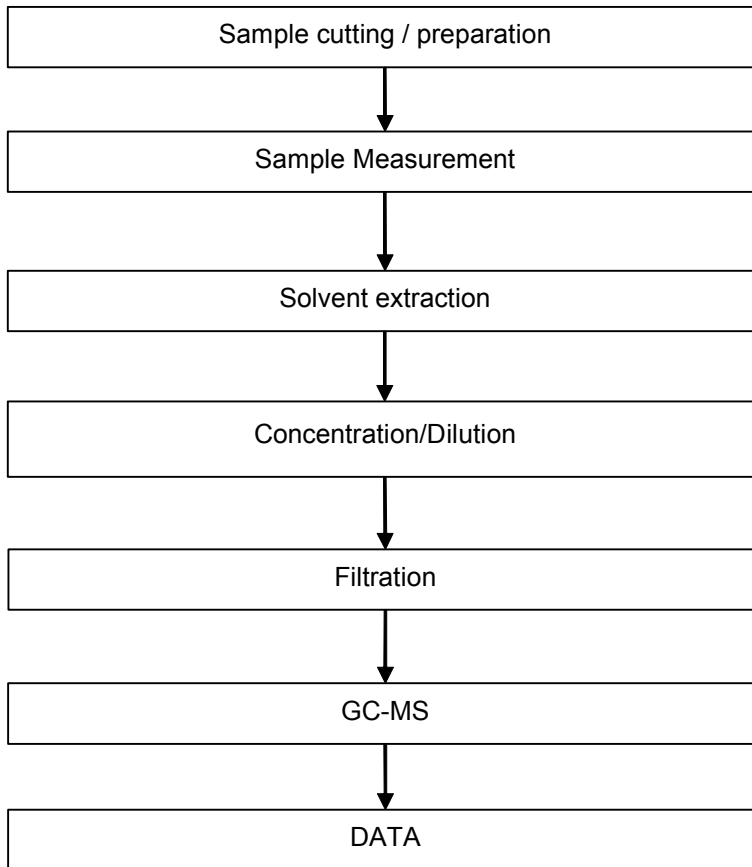 Sample cutting / preparation
Sample Measurement
Solvent extraction
Concentration/Dilution
Filtration
GC-MS
DATA